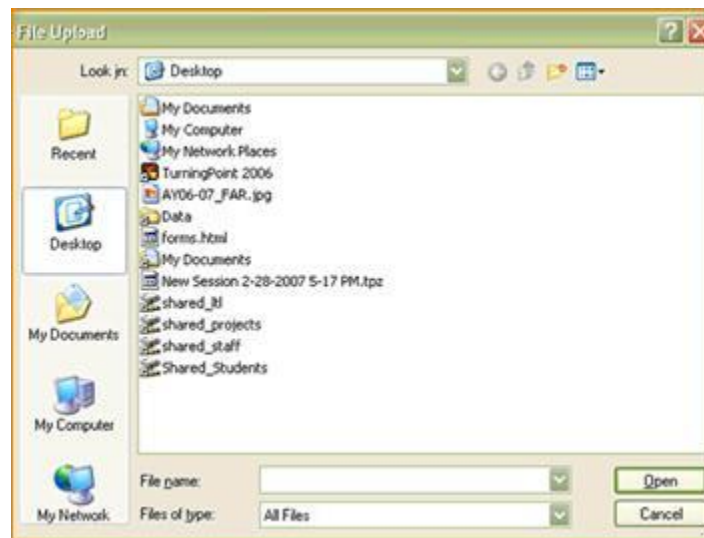 File Upload
Look in: Desktop
Recent
Desktop
My Documents
My Computer
My Network
My Documents
My Computer
My Network Places
TurningPoint 2006
AY06-07_FAR.jpg
Data
forms.html
My Documents
New Session 2-28-2007 5-17 PM.tpz
shared_ltl
shared_projects
shared_staff
Shared_Students
File name:
Open
Files of type: All Files
Cancel